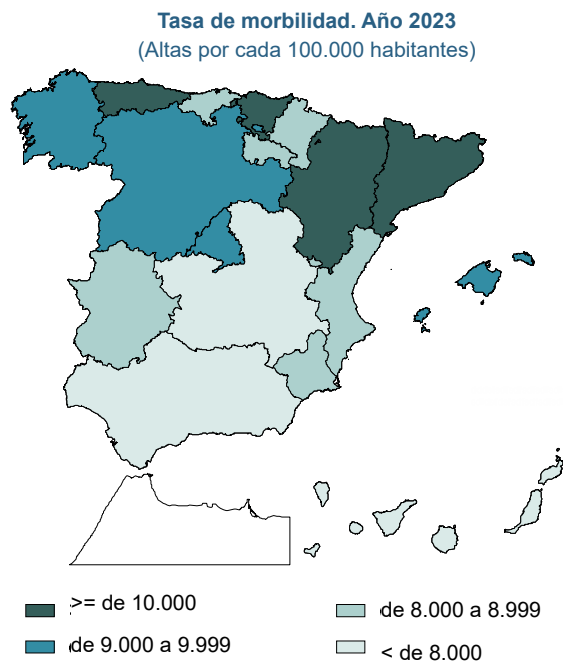 Tasa de morbilidad. Año 2023
(Altas por cada 100.000 habitantes)
>= de 10.000
de 8.000 a 8.999
de 9.000 a 9.999
< de 8.000